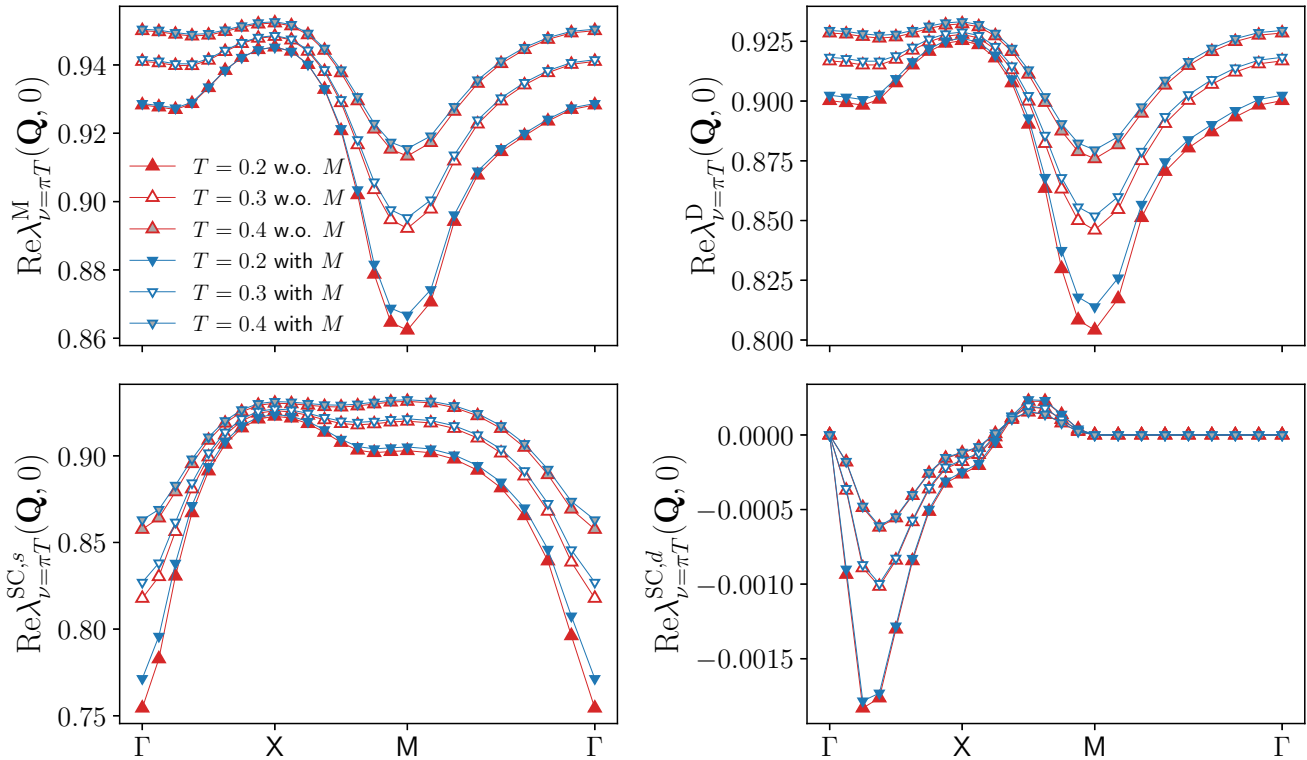 Reλ^M_{ν=πT}(Q, 0)
0.94
0.92
0.90
0.88
0.86
T = 0.2 w.o. M
T = 0.3 w.o. M
T = 0.4 w.o. M
T = 0.2 with M
T = 0.3 with M
T = 0.4 with M
Reλ^D_{ν=πT}(Q, 0)
0.925
0.900
0.875
0.850
0.825
0.800
Reλ^{SC,s}_{ν=πT}(Q, 0)
0.90
0.85
0.80
0.75
Γ X M Γ
Reλ^{SC,d}_{ν=πT}(Q, 0)
0.0000
−0.0005
−0.0010
−0.0015
Γ X M Γ